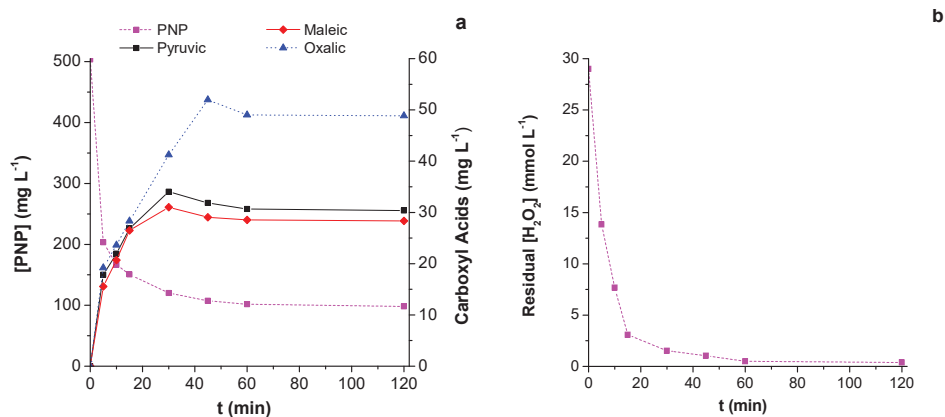 PNP
Maleic
Pyruvic
Oxalic
a
500
400
300
200
100
0
[PNP] (mg L⁻¹)
60
50
40
30
20
10
0
Carboxyl Acids (mg L⁻¹)
0 20 40 60 80 100 120
t (min)
b
30
25
20
15
10
5
0
Residual [H₂O₂] (mmol L⁻¹)
0 20 40 60 80 100 120
t (min)